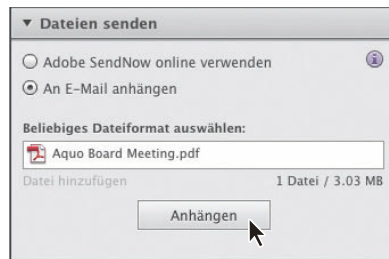 Dateien senden
Adobe SendNow online verwenden
An E-Mail anhängen
Beliebiges Dateiformat auswählen:
Aquo Board Meeting.pdf
Datei hinzufügen 1 Datei / 3.03 MB
Anhängen